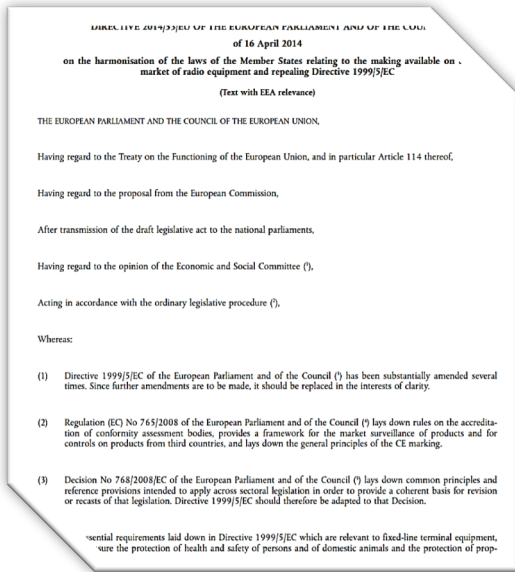 DIRECTIVE 2014/53/EU OF THE EUROPEAN PARLIAMENT AND OF THE
of 16 April 2014
on the harmonisation of the laws of the Member States relating to the making available on
market of radio equipment and repealing Directive 1999/5/EC
(Text with EEA relevance)
THE EUROPEAN PARLIAMENT AND THE COUNCIL OF THE EUROPEAN UNION,
Having regard to the Treaty on the Functioning of the European Union, and in particular Article 114 thereof,
Having regard to the proposal from the European Commission,
After transmission of the draft legislative act to the national parliaments,
Having regard to the opinion of the Economic and Social Committee (¹),
Acting in accordance with the ordinary legislative procedure (²),
Whereas:
(1) Directive 1999/5/EC of the European Parliament and of the Council (³) has been substantially amended several
times. Since further amendments are to be made, it should be replaced in the interests of clarity.
(2) Regulation (EC) No 765/2008 of the European Parliament and of the Council (⁴) lays down rules on the accredita-
tion of conformity assessment bodies, provides a framework for the market surveillance of products and for
controls on products from third countries, and lays down the general principles of the CE marking.
(3) Decision No 768/2008/EC of the European Parliament and of the Council (⁵) lays down common principles and
reference provisions intended to apply across sectoral legislation in order to provide a coherent basis for revision
or recasts of that legislation. Directive 1999/5/EC should therefore be adapted to that Decision.
requirements laid down in Directive 1999/5/EC which are relevant to fixed-line terminal equipment,
the protection of health and safety of persons and of domestic animals and the protection of prop-